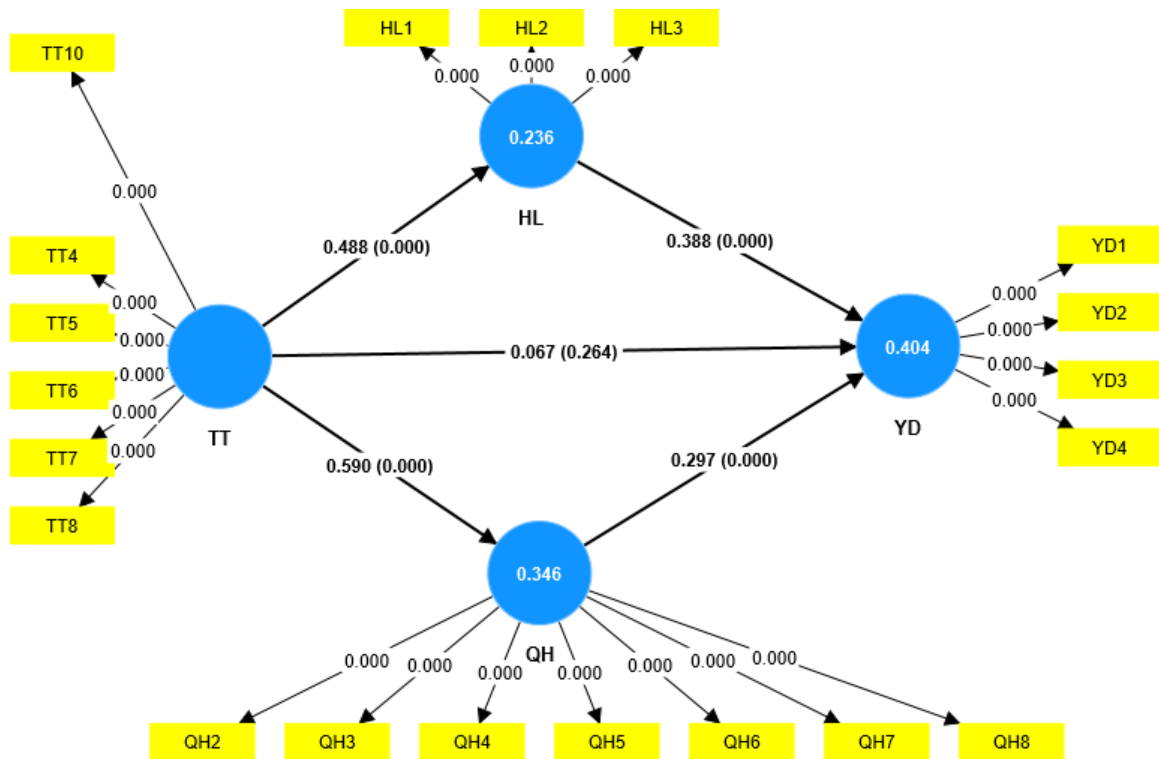 HL1
HL2
HL3
TT10
0.000
0.000
0.000
0.236
HL
0.000
0.488 (0.000)
0.388 (0.000)
TT4
TT5
TT6
TT7
TT8
0.000
0.000
0.000
0.000
0.000
TT
0.067 (0.264)
0.404
YD
YD1
YD2
YD3
YD4
0.000
0.000
0.000
0.000
0.590 (0.000)
0.297 (0.000)
0.346
QH
0.000
0.000
0.000
0.000
0.000
0.000
0.000
QH2
QH3
QH4
QH5
QH6
QH7
QH8